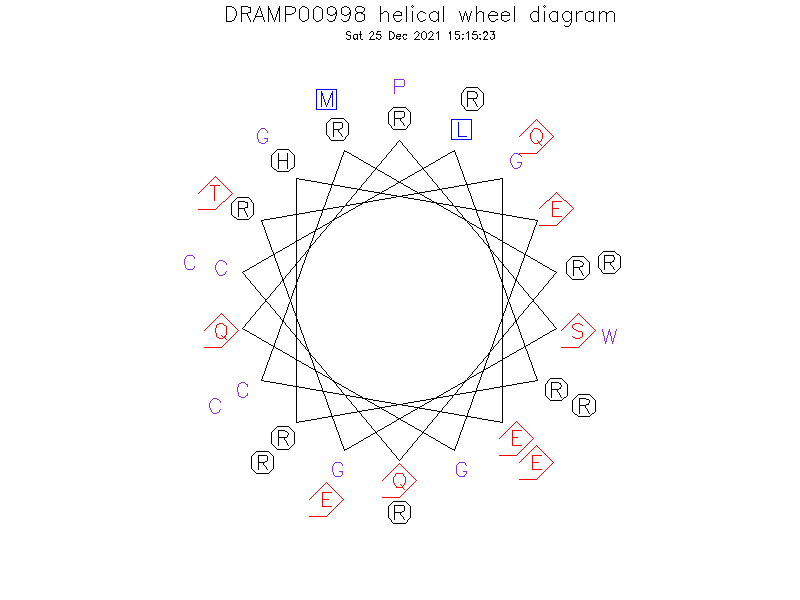 DRAMP00998 helical wheel diagram
Sat 25 Dec 2021 15:15:23
P
M R
R R L
G Q
H G
T R E
C C R R
Q S W
C R
C R
R E
R E
G G
E Q
R